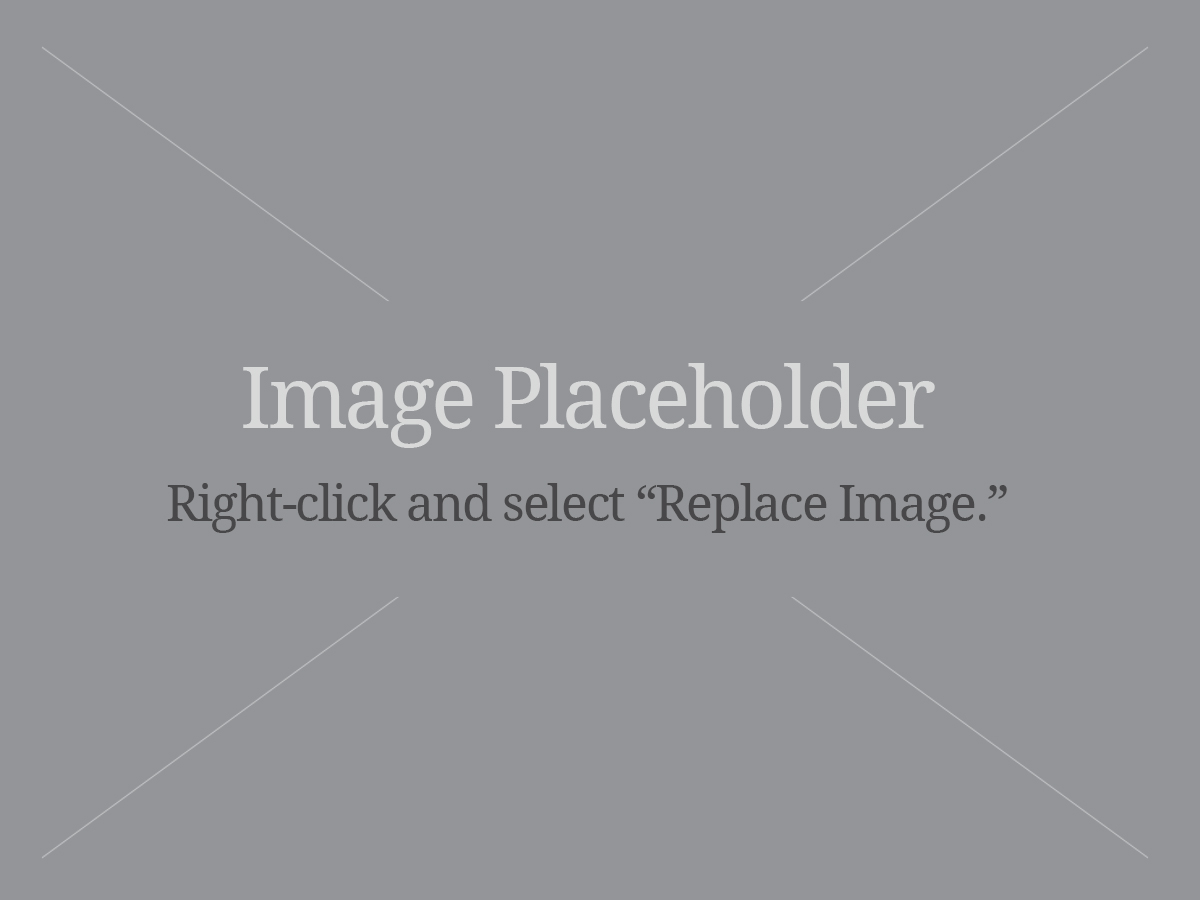 Image Placeholder
Right-click and select “Replace Image.”